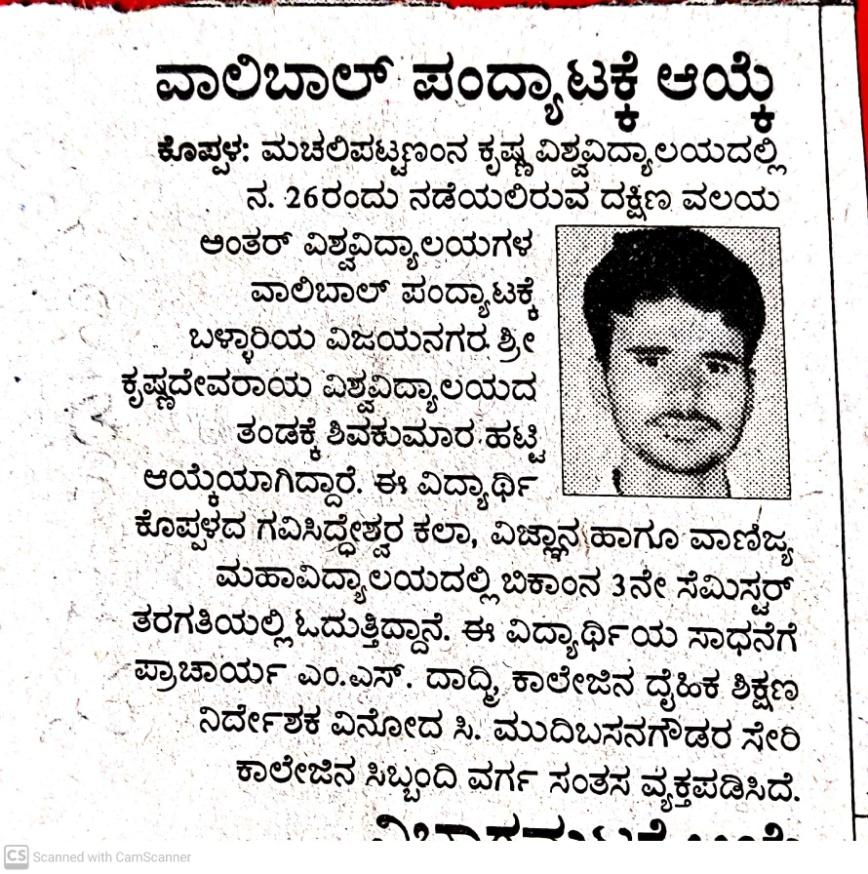 ವಾಲಿಬಾಲ್ ಪಂದ್ಯಾಟಕ್ಕೆ ಆಯ್ಕೆ
ಕೊಪ್ಪಳ: ಮಚಲಿಪಟ್ಟಣಂನ ಕೃಷ್ಣ ವಿಶ್ವವಿದ್ಯಾಲಯದಲ್ಲಿ
ನ. 26ರಂದು ನಡೆಯಲಿರುವ ದಕ್ಷಿಣ ವಲಯ
ಅಂತರ್ ವಿಶ್ವವಿದ್ಯಾಲಯಗಳ
ವಾಲಿಬಾಲ್ ಪಂದ್ಯಾಟಕ್ಕೆ
ಬಳ್ಳಾರಿಯ ವಿಜಯನಗರ ಶ್ರೀ
ಕೃಷ್ಣದೇವರಾಯ ವಿಶ್ವವಿದ್ಯಾಲಯದ
ತಂಡಕ್ಕೆ ಶಿವಕುಮಾರ ಹಟ್ಟಿ
ಆಯ್ಕೆಯಾಗಿದ್ದಾರೆ. ಈ ವಿದ್ಯಾರ್ಥಿ
ಕೊಪ್ಪಳದ ಗವಿಸಿದ್ಧೇಶ್ವರ ಕಲಾ, ವಿಜ್ಞಾನ ಹಾಗೂ ವಾಣಿಜ್ಯ
ಮಹಾವಿದ್ಯಾಲಯದಲ್ಲಿ ಬಿಕಾಂನ 3ನೇ ಸೆಮಿಸ್ಟರ್
ತರಗತಿಯಲ್ಲಿ ಓದುತ್ತಿದ್ದಾನೆ. ಈ ವಿದ್ಯಾರ್ಥಿಯ ಸಾಧನೆಗೆ
ಪ್ರಾಚಾರ್ಯ ಎಂ.ಎಸ್. ದಾದ್ಮಿ, ಕಾಲೇಜಿನ ದೈಹಿಕ ಶಿಕ್ಷಣ
ನಿರ್ದೇಶಕ ವಿನೋದ ಸಿ. ಮುದಿಬಸನಗೌಡರ ಸೇರಿ
ಕಾಲೇಜಿನ ಸಿಬ್ಬಂದಿ ವರ್ಗ ಸಂತಸ ವ್ಯಕ್ತಪಡಿಸಿದೆ.
CS Scanned with CamScanner